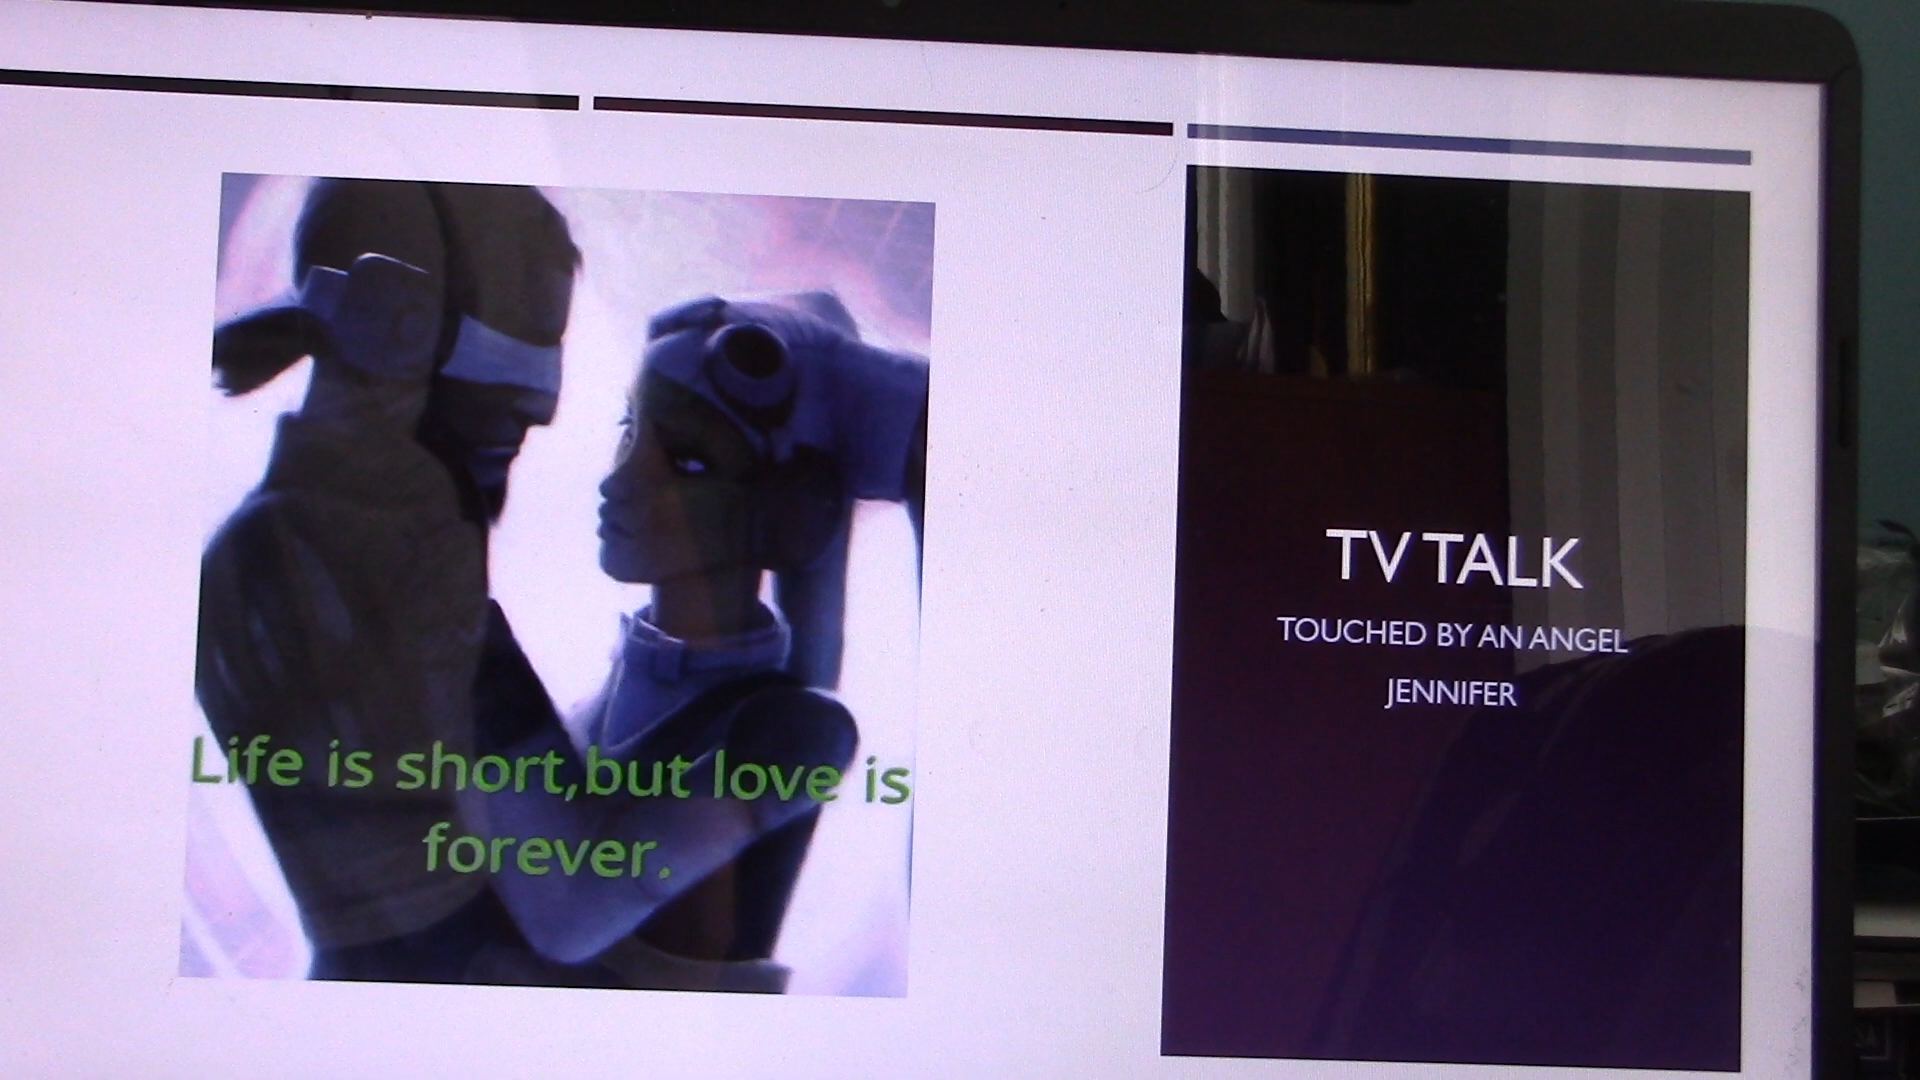 Life is short,but love is
forever.
TV TALK
TOUCHED BY AN ANGEL
JENNIFER